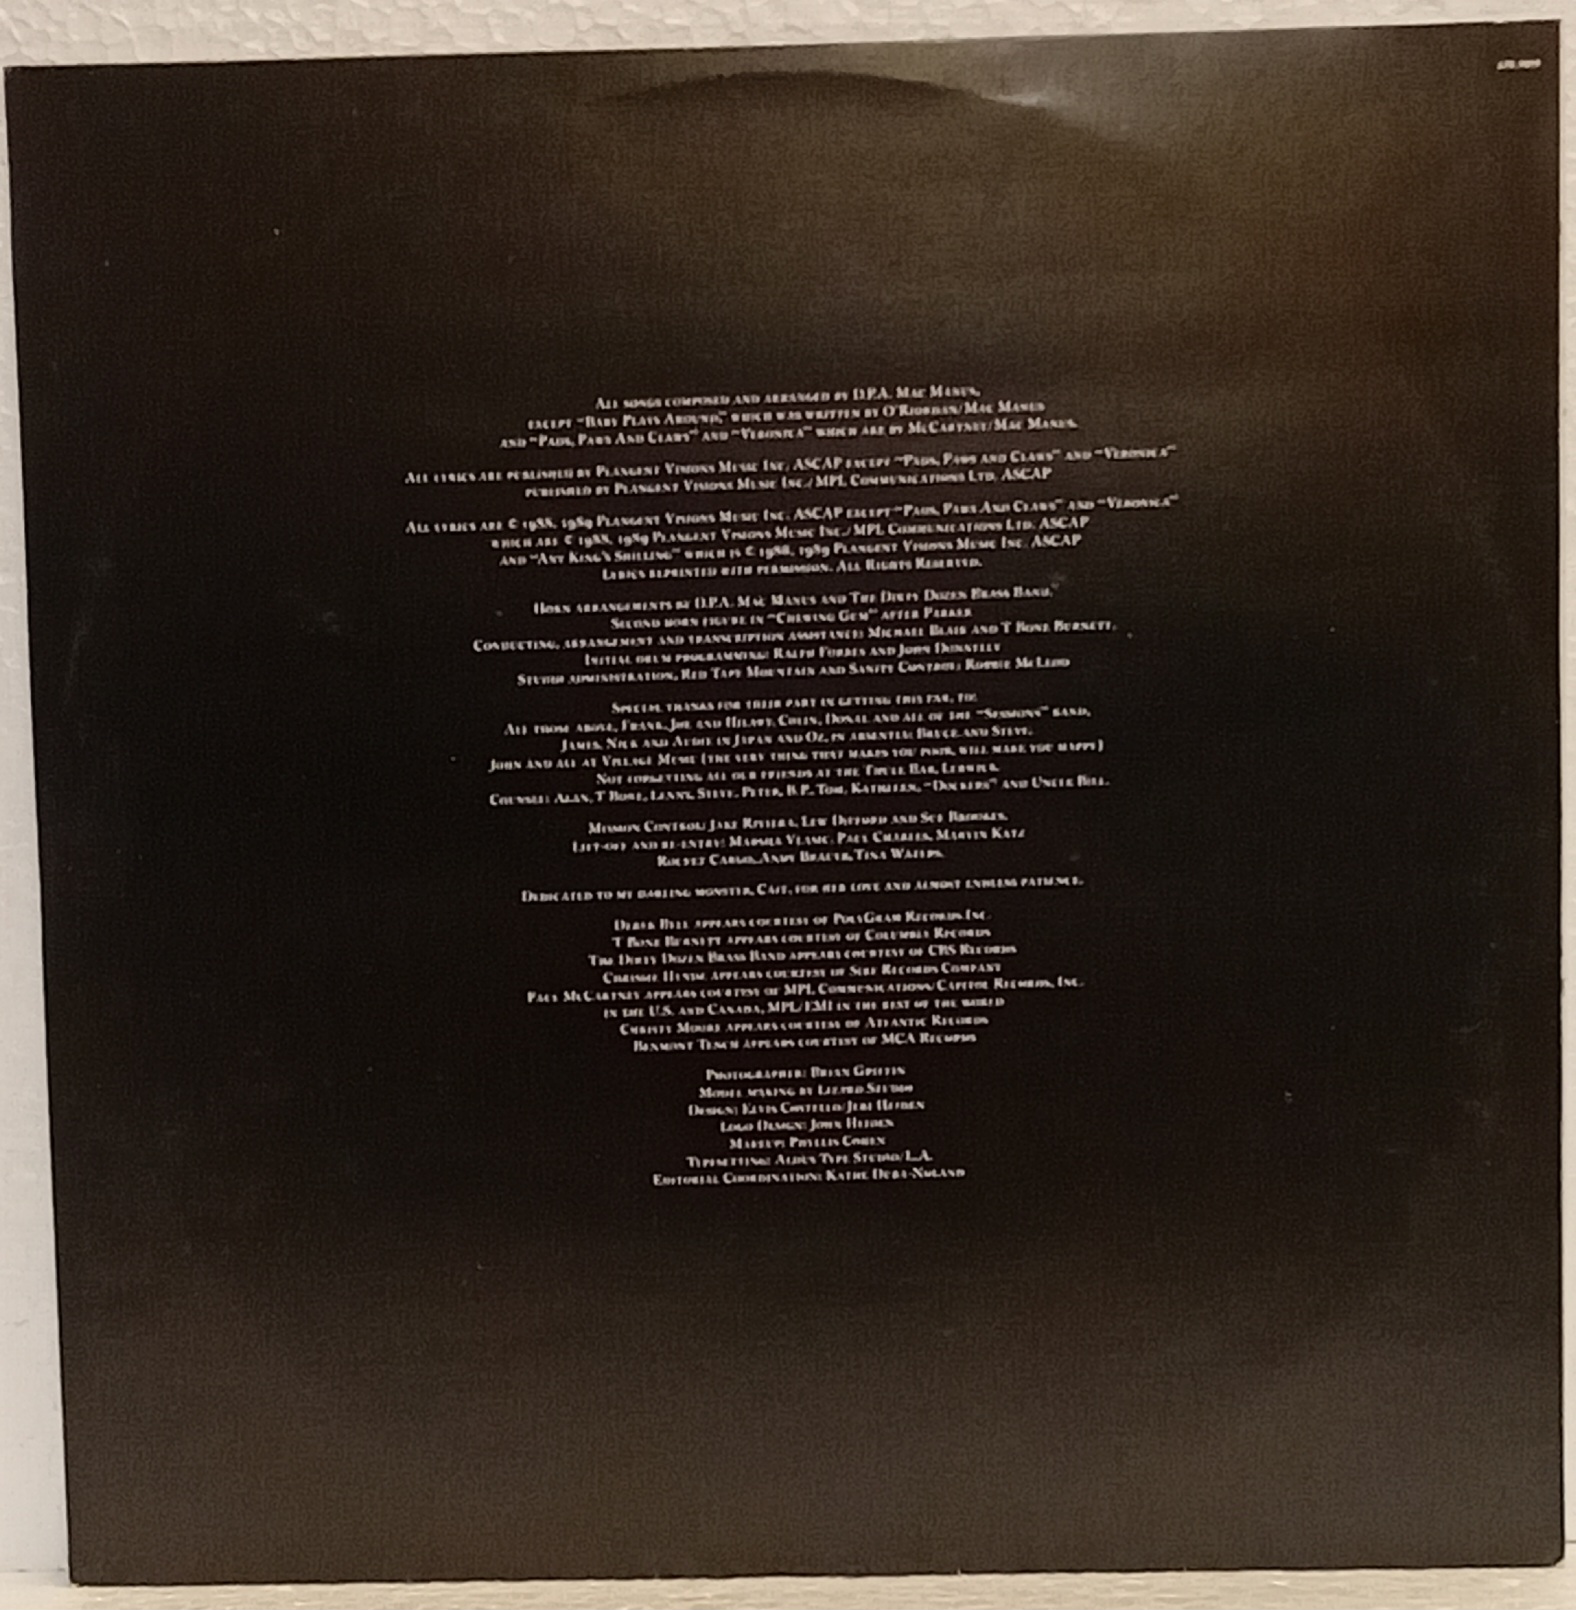 All songs composed and arranged by D.P.A. Mac Manus,
except "Baby Plays Around," which was written by O'Riordan/Mac Manus
and "Pads, Paws And Claws" and "Veronica" which are by McCartney/Mac Manus.
All lyrics are published by Plangent Visions Music Inc. ASCAP except "Pads, Paws and Claws" and "Veronica"
published by Plangent Visions Music Inc./MPL Communications Ltd. ASCAP
All lyrics are © 1988, 1989 Plangent Visions Music Inc. ASCAP except "Pads, Paws And Claws" and "Veronica"
which are © 1988, 1989 Plangent Visions Music Inc./MPL Communications Ltd. ASCAP
and "Any King's Shilling" which is © 1988, 1989 Plangent Visions Music Inc. ASCAP
Lyrics reprinted with permission. All Rights Reserved.
Horn arrangements by D.P.A. Mac Manus and The Dirty Dozen Brass Band,
Second horn figure in "Chewing Gum" after Parker
Conducting, arrangement and transcription assistance: Michael Blair and T Bone Burnett.
Initial drum programming: Ralph Forbes and John Donnelly
Studio administration, Red Tape Mountain and Sanity Control: Robbie McLeod
Special thanks for their part in getting this far, to:
All those above, Frank, Joe and Hilary, Colin, Donal and all of the "Sessions" band,
James, Nick and Audie in Japan and Oz, in absentia: Bruce and Steve.
John and all at Village Music (the very thing that makes you poor, will make you happy)
Not forgetting all our friends at the Thule Bar, Lerwick.
Counsel: Alan, T Bone, Lenny, Steve, Peter, B.P., Tom, Kathleen, "Dockers" and Uncle Bill.
Mission Control: Jake Riviera, Lew Difford and Sue Brooks.
Lift-off and re-entry: Marsha Vlasic, Paul Charles, Marvin Katz
Rocket Cargo, Andy Brauer, Tina Waters.
Dedicated to my darling monster, Cait, for her love and almost endless patience.
Derek Bell appears courtesy of PolyGram Records Inc.
T Bone Burnett appears courtesy of Columbia Records
The Dirty Dozen Brass Band appears courtesy of CBS Records
Chrissie Hynde appears courtesy of Sire Records Company
Paul McCartney appears courtesy of MPL Communications/Capitol Records, Inc.
in the U.S. and Canada, MPL/EMI in the rest of the world
Christy Moore appears courtesy of Atlantic Records
Benmont Tench appears courtesy of MCA Records
Photographer: Brian Griffin
Model making by Lizard Studio
Design: Elvis Costello/Jeri Heiden
Logo Design: John Heiden
Makeup: Phyllis Cohen
Typesetting: Aldus Type Studio/L.A.
Editorial Coordination: Kathe Duba-Noland